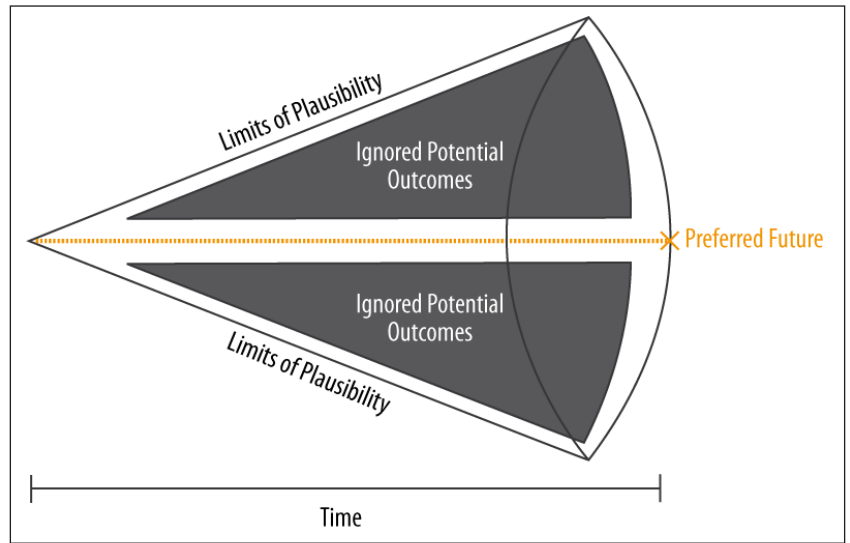 Limits of Plausibility
Ignored Potential
Outcomes
Preferred Future
Ignored Potential
Outcomes
Limits of Plausibility
Time